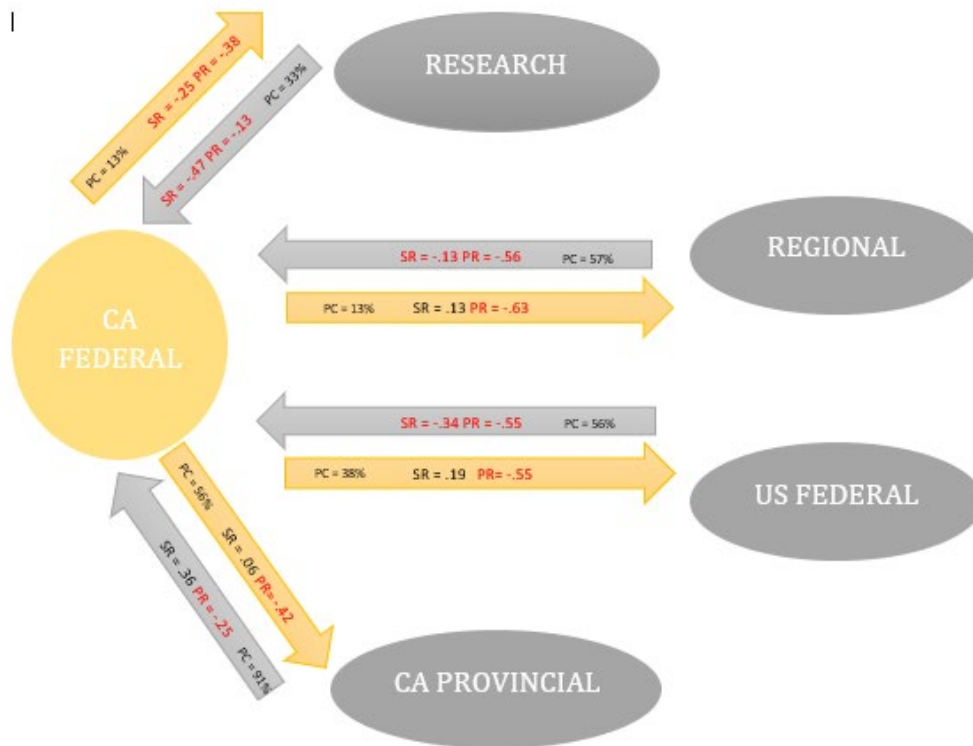 RESEARCH
PC = 13% SR = -.25 PR = -.38
SR = -.47 PR = -.13 PC = 33%
REGIONAL
SR = -.13 PR = -.56 PC = 57%
PC = 13% SR = .13 PR = -.63
CA
FEDERAL
SR = -.34 PR = -.55 PC = 56%
PC = 38% SR = .19 PR= -.55
US FEDERAL
PC = 56% SR = .06 PR= -.42
SR = .36 PR = -.25 PC = 91%
CA PROVINCIAL